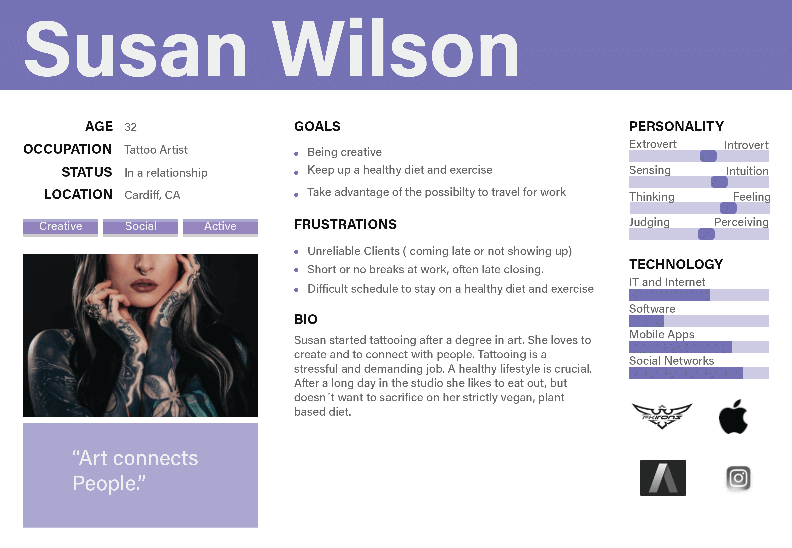 Susan Wilson
AGE 32
OCCUPATION Tattoo Artist
STATUS In a relationship
LOCATION Cardiff, CA
Creative Social Active
“Art connects
People.”
GOALS
Being creative
Keep up a healthy diet and exercise
Take advantage of the possibilty to travel for work
FRUSTRATIONS
Unreliable Clients ( coming late or not showing up)
Short or no breaks at work, often late closing.
Difficult schedule to stay on a healthy diet and exercise
BIO
Susan started tattooing after a degree in art. She loves to
create and to connect with people. Tattooing is a
stressful and demanding job. A healthy lifestyle is crucial.
After a long day in the studio she likes to eat out, but
doesn´t want to sacrifice on her strictly vegan, plant
based diet.
PERSONALITY
Extrovert Introvert
Sensing Intuition
Thinking Feeling
Judging Perceiving
TECHNOLOGY
IT and Internet
Software
Mobile Apps
Social Networks
FKIRONS